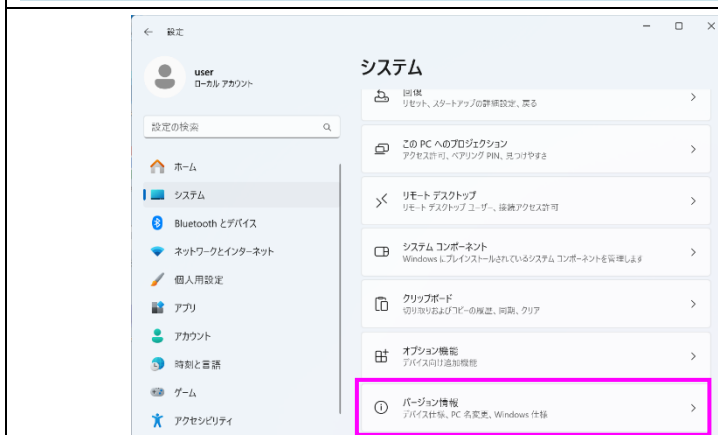 設定
user
ローカル アカウント
設定の検索
ホーム
システム
Bluetooth とデバイス
ネットワークとインターネット
個人用設定
アプリ
アカウント
時刻と言語
ゲーム
アクセシビリティ
システム
回復
リセット、スタートアップの詳細設定、戻る
この PC へのプロジェクション
アクセス許可、ペアリング PIN、見つけやすさ
リモート デスクトップ
リモート デスクトップ ユーザー、接続アクセス許可
システム コンポーネント
Windows にプレインストールされているシステム コンポーネントを管理します
クリップボード
切り取りおよびコピーの履歴、同期、クリア
オプション機能
デバイス向け追加機能
バージョン情報
デバイス仕様、PC 名変更、Windows 仕様